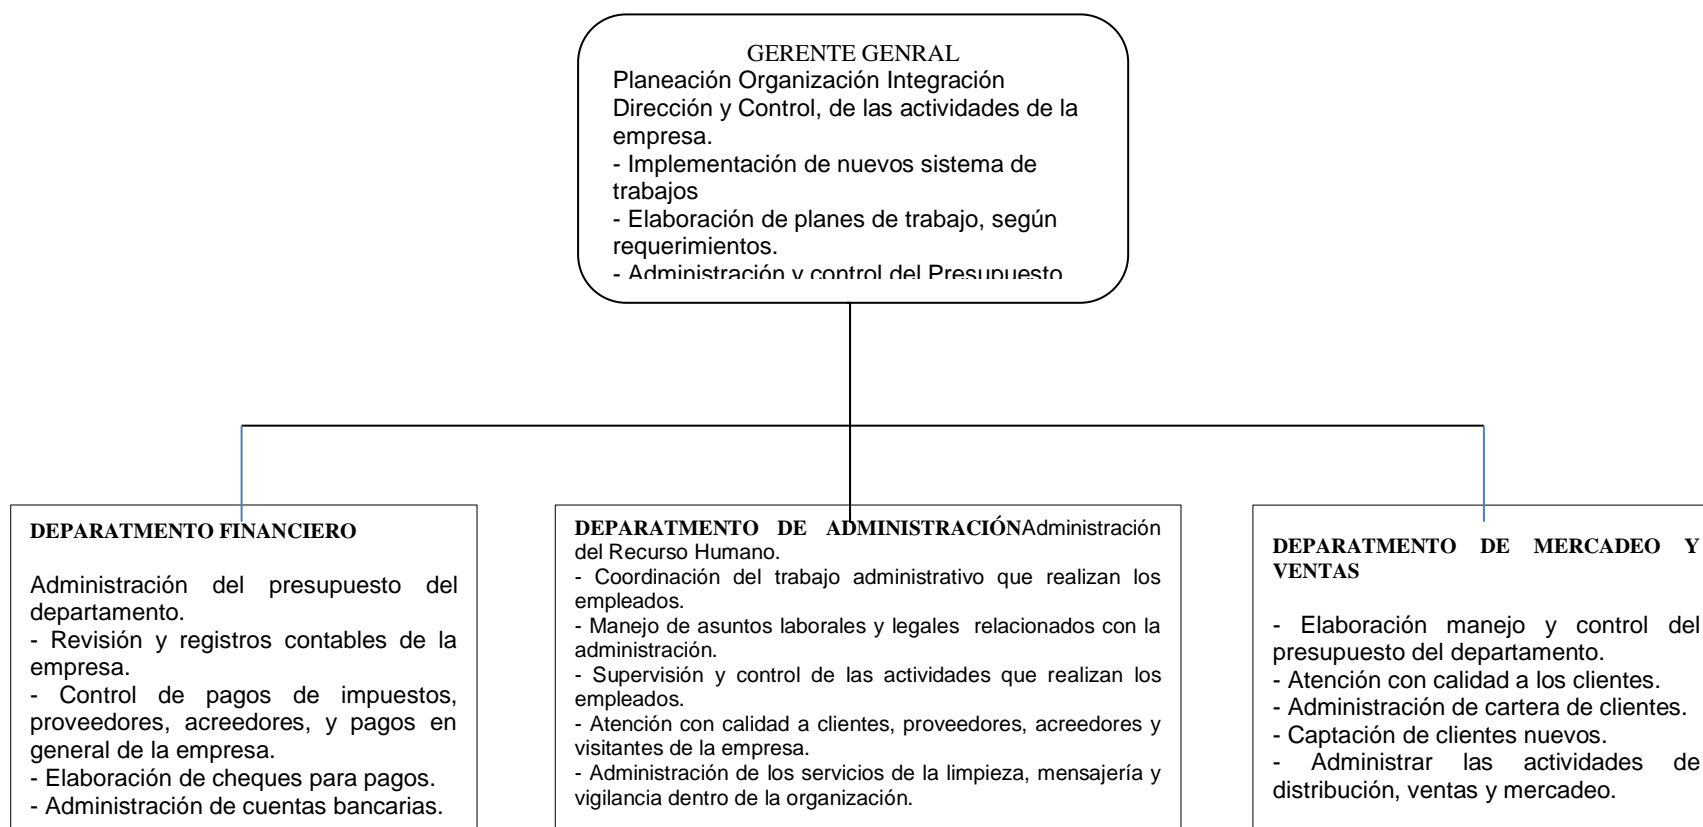 GERENTE GENRAL
Planeación Organización Integración
Dirección y Control, de las actividades de la
empresa.
- Implementación de nuevos sistema de
trabajos
- Elaboración de planes de trabajo, según
requerimientos.
- Administración y control del Presupuesto
DEPARATMENTO FINANCIERO
Administración del presupuesto del
departamento.
- Revisión y registros contables de la
empresa.
- Control de pagos de impuestos,
proveedores, acreedores, y pagos en
general de la empresa.
- Elaboración de cheques para pagos.
- Administración de cuentas bancarias.
DEPARATMENTO DE ADMINISTRACIÓNAdministración
del Recurso Humano.
- Coordinación del trabajo administrativo que realizan los
empleados.
- Manejo de asuntos laborales y legales relacionados con la
administración.
- Supervisión y control de las actividades que realizan los
empleados.
- Atención con calidad a clientes, proveedores, acreedores y
visitantes de la empresa.
- Administración de los servicios de la limpieza, mensajería y
vigilancia dentro de la organización.
DEPARATMENTO DE MERCADEO Y
VENTAS
- Elaboración manejo y control del
presupuesto del departamento.
- Atención con calidad a los clientes.
- Administración de cartera de clientes.
- Captación de clientes nuevos.
- Administrar las actividades de
distribución, ventas y mercadeo.